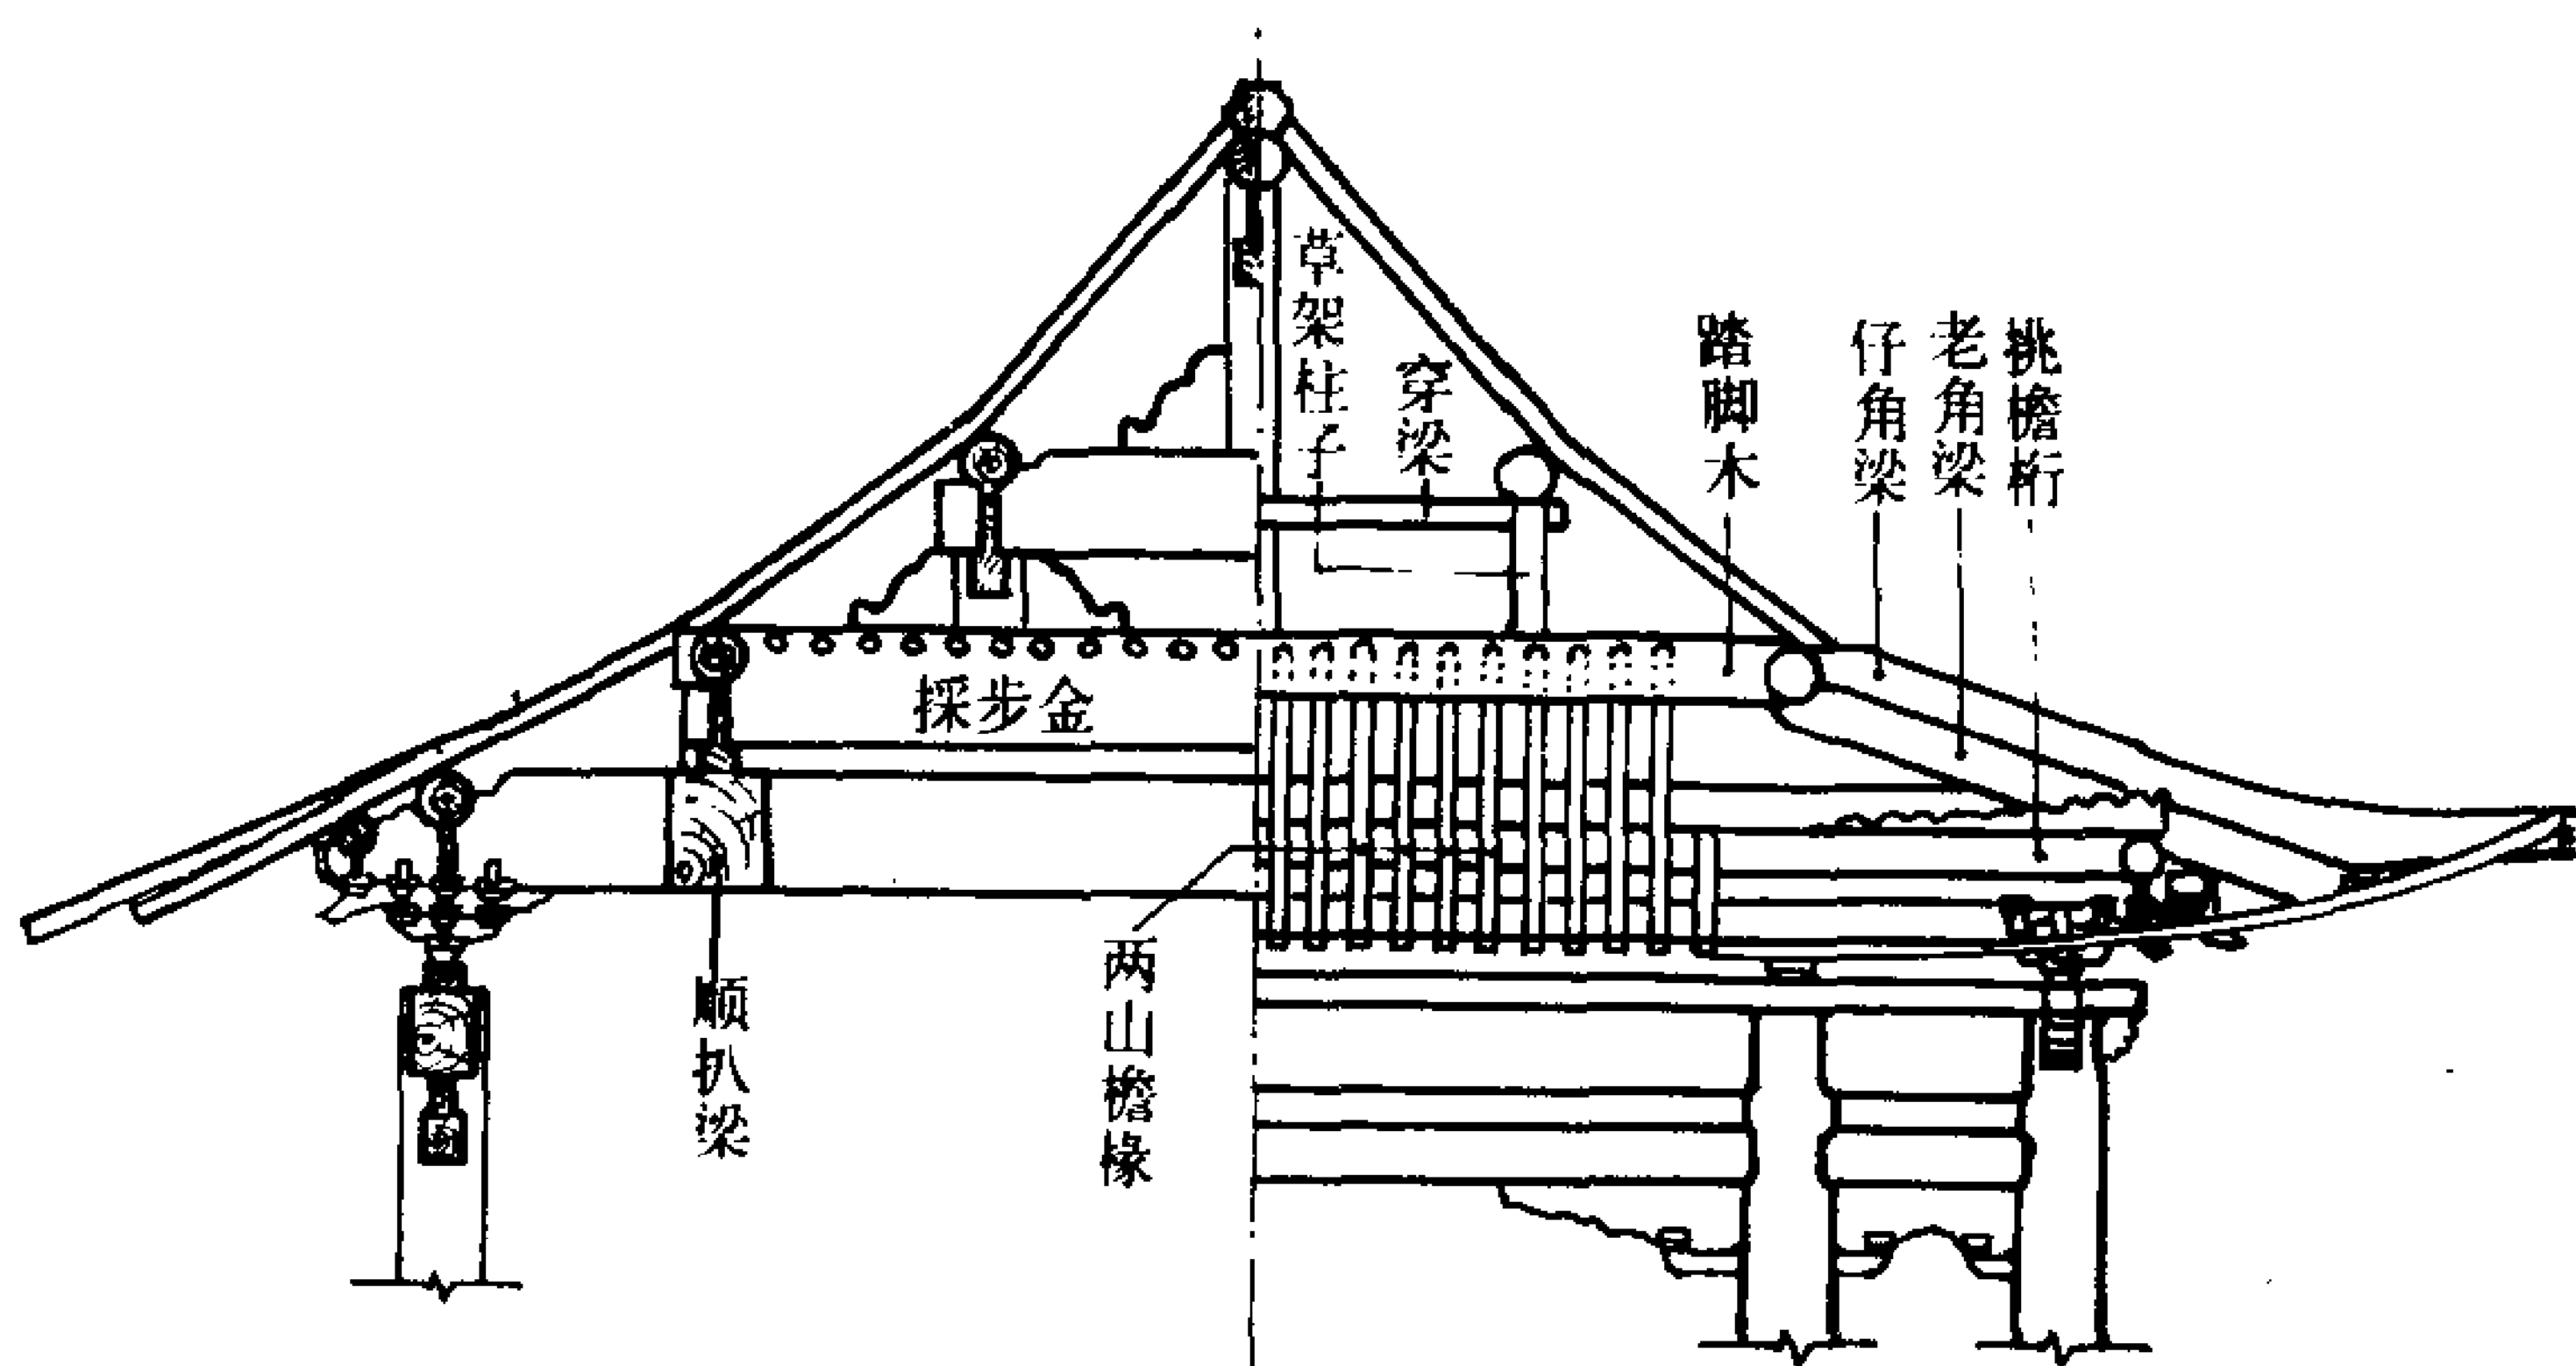 草架柱子
穿梁
踏脚木
仔角梁
老角梁
挑檐桁
採步金
顺扒梁
两山檐椽